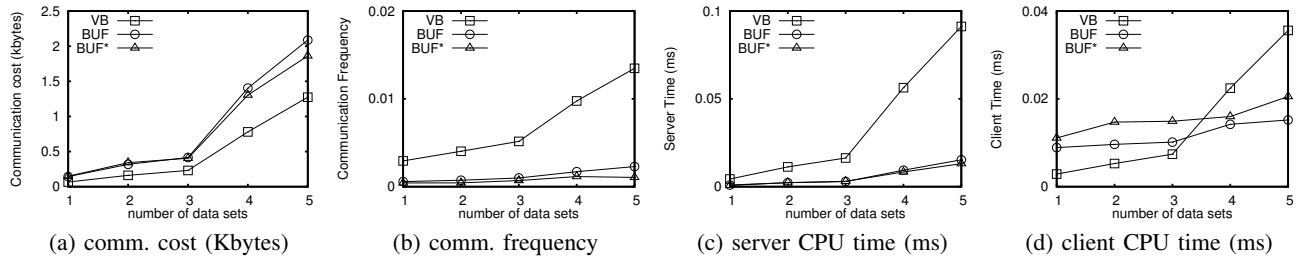 Communication cost (kbytes)
2.5
2
1.5
1
0.5
0
VB
BUF
BUF*
1 2 3 4 5
number of data sets
(a) comm. cost (Kbytes)
Communication Frequency
0.02
0.01
0
VB
BUF
BUF*
1 2 3 4 5
number of data sets
(b) comm. frequency
Server Time (ms)
0.1
0.05
0
VB
BUF
BUF*
1 2 3 4 5
number of data sets
(c) server CPU time (ms)
Client Time (ms)
0.04
0.02
0
VB
BUF
BUF*
1 2 3 4 5
number of data sets
(d) client CPU time (ms)